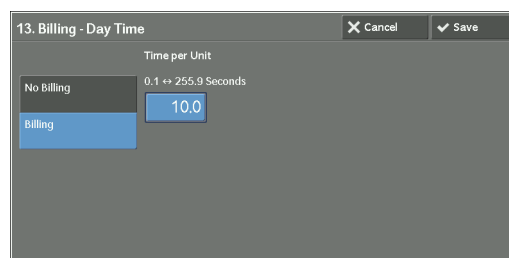 13. Billing - Day Time
Cancel
Save
Time per Unit
0.1 ↔ 255.9 Seconds
No Billing
10.0
Billing